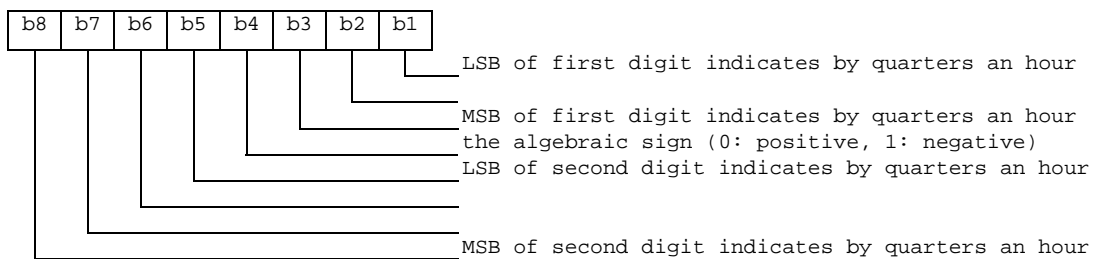 b8 b7 b6 b5 b4 b3 b2 b1
LSB of first digit indicates by quarters an hour
MSB of first digit indicates by quarters an hour
the algebraic sign (0: positive, 1: negative)
LSB of second digit indicates by quarters an hour
MSB of second digit indicates by quarters an hour